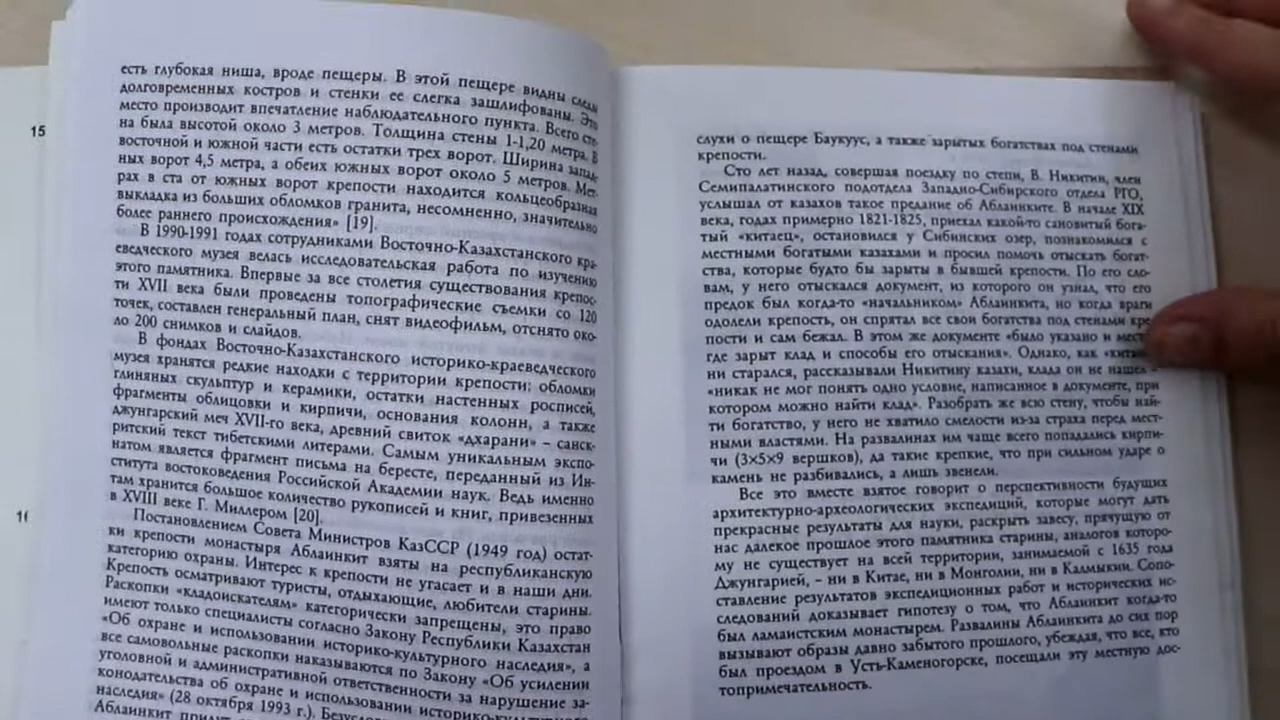 есть глубокая ниша, вроде пещеры. В этой пещере видны следы
долговременных костров и стенки ее слегка зашлифованы. Это
место производит впечатление наблюдательного пункта. Всего сте-
на была высотой около 3 метров. Толщина стены 1-1,20 метра. В
восточной и южной части есть остатки трех ворот. Ширина запад-
ных ворот 4,5 метра, а обеих южных ворот около 5 метров. Мет-
рах в ста от южных ворот крепости находится кольцеобразная
выкладка из больших обломков гранита, несомненно, значительно
более раннего происхождения» [19].
В 1990-1991 годах сотрудниками Восточно-Казахстанского кра-
еведческого музея велась исследовательская работа по изучению
этого памятника. Впервые за все столетия существования крепос-
ти XVII века были проведены топографические съемки со 120
точек, составлен генеральный план, снят видеофильм, отснято око-
ло 200 снимков и слайдов.
В фондах Восточно-Казахстанского историко-краеведческого
музея хранятся редкие находки с территории крепости: обломки
глиняных скульптур и керамики, остатки настенных росписей,
фрагменты облицовки и кирпичи, основания колонн, а также
джунгарский меч XVII-го века, древний свиток «дхарани» – санск-
ритский текст тибетскими литерами. Самым уникальным экспо-
натом является фрагмент письма на бересте, переданный из Ин-
ститута востоковедения Российской Академии наук. Ведь именно
там хранится большое количество рукописей и книг, привезенных
в XVIII веке Г. Миллером [20].
Постановлением Совета Министров КазССР (1949 год) остат-
ки крепости монастыря Аблаинкит взяты на республиканскую
категорию охраны. Интерес к крепости не угасает и в наши дни.
Крепость осматривают туристы, отдыхающие, любители старины.
Раскопки «кладоискателям» категорически запрещены, это право
имеют только специалисты согласно Закону Республики Казахстан
«Об охране и использовании историко-культурного наследия», а
все самовольные раскопки наказываются по Закону «Об усилении
уголовной и административной ответственности за нарушение за-
конодательства об охране и использовании историко-культурного
наследия» (28 октября 1993 г.). Безусловно,
Аблаинкит придут
15
слухи о пещере Баукуус, а также зарытых богатствах под стенами
крепости.
Сто лет назад, совершая поездку по степи, В. Никитин, член
Семипалатинского подотдела Западно-Сибирского отдела РГО,
услышал от казахов такое предание об Аблаинките. В начале XIX
века, годах примерно 1821-1825, приехал какой-то сановитый бога-
тый «китаец», остановился у Сибинских озер, познакомился с
местными богатыми казахами и просил помочь отыскать богат-
ства, которые будто бы зарыты в бывшей крепости. По его сло-
вам, у него отыскался документ, из которого он узнал, что его
предок был когда-то «начальником» Аблаинкита, но когда враги
одолели крепость, он спрятал все свои богатства под стенами кре-
пости и сам бежал. В этом же документе «было указано и место
где зарыт клад и способы его отыскания». Однако, как «китаец»
ни старался, рассказывали Никитину казахи, клада он не нашел –
«никак не мог понять одно условие, написанное в документе, при
котором можно найти клад». Разобрать же всю стену, чтобы най-
ти богатство, у него не хватило смелости из-за страха перед мест-
ными властями. На развалинах им чаще всего попадались кирпи-
чи (3×5×9 вершков), да такие крепкие, что при сильном ударе о
камень не разбивались, а лишь звенели.
Все это вместе взятое говорит о перспективности будущих
архитектурно-археологических экспедиций, которые могут дать
прекрасные результаты для науки, раскрыть завесу, прячущую от
нас далекое прошлое этого памятника старины, аналогов которо-
му не существует на всей территории, занимаемой с 1635 года
Джунгарией, – ни в Китае, ни в Монголии, ни в Калмыкии. Сопо-
ставление результатов экспедиционных работ и исторических ис-
следований доказывает гипотезу о том, что Аблаинкит когда-то
был ламаистским монастырем. Развалины Аблаинкита до сих пор
вызывают образы давно забытого прошлого, убеждая, что все, кто
был проездом в Усть-Каменогорске, посещали эту местную дос-
топримечательность.